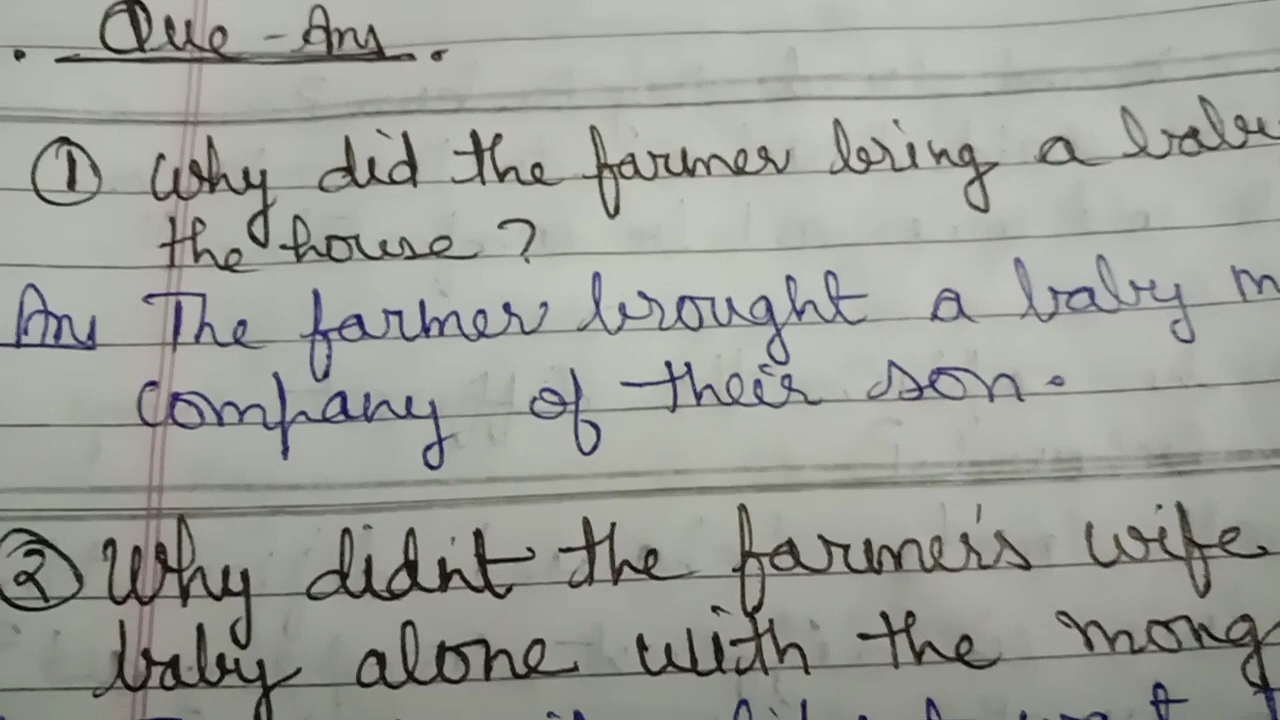 Que - Ans
① Why did the farmer bring a
the house ?
Ans The farmer brought a baby
company of their son.
② Why didn't the farmer's wife
baby alone with the